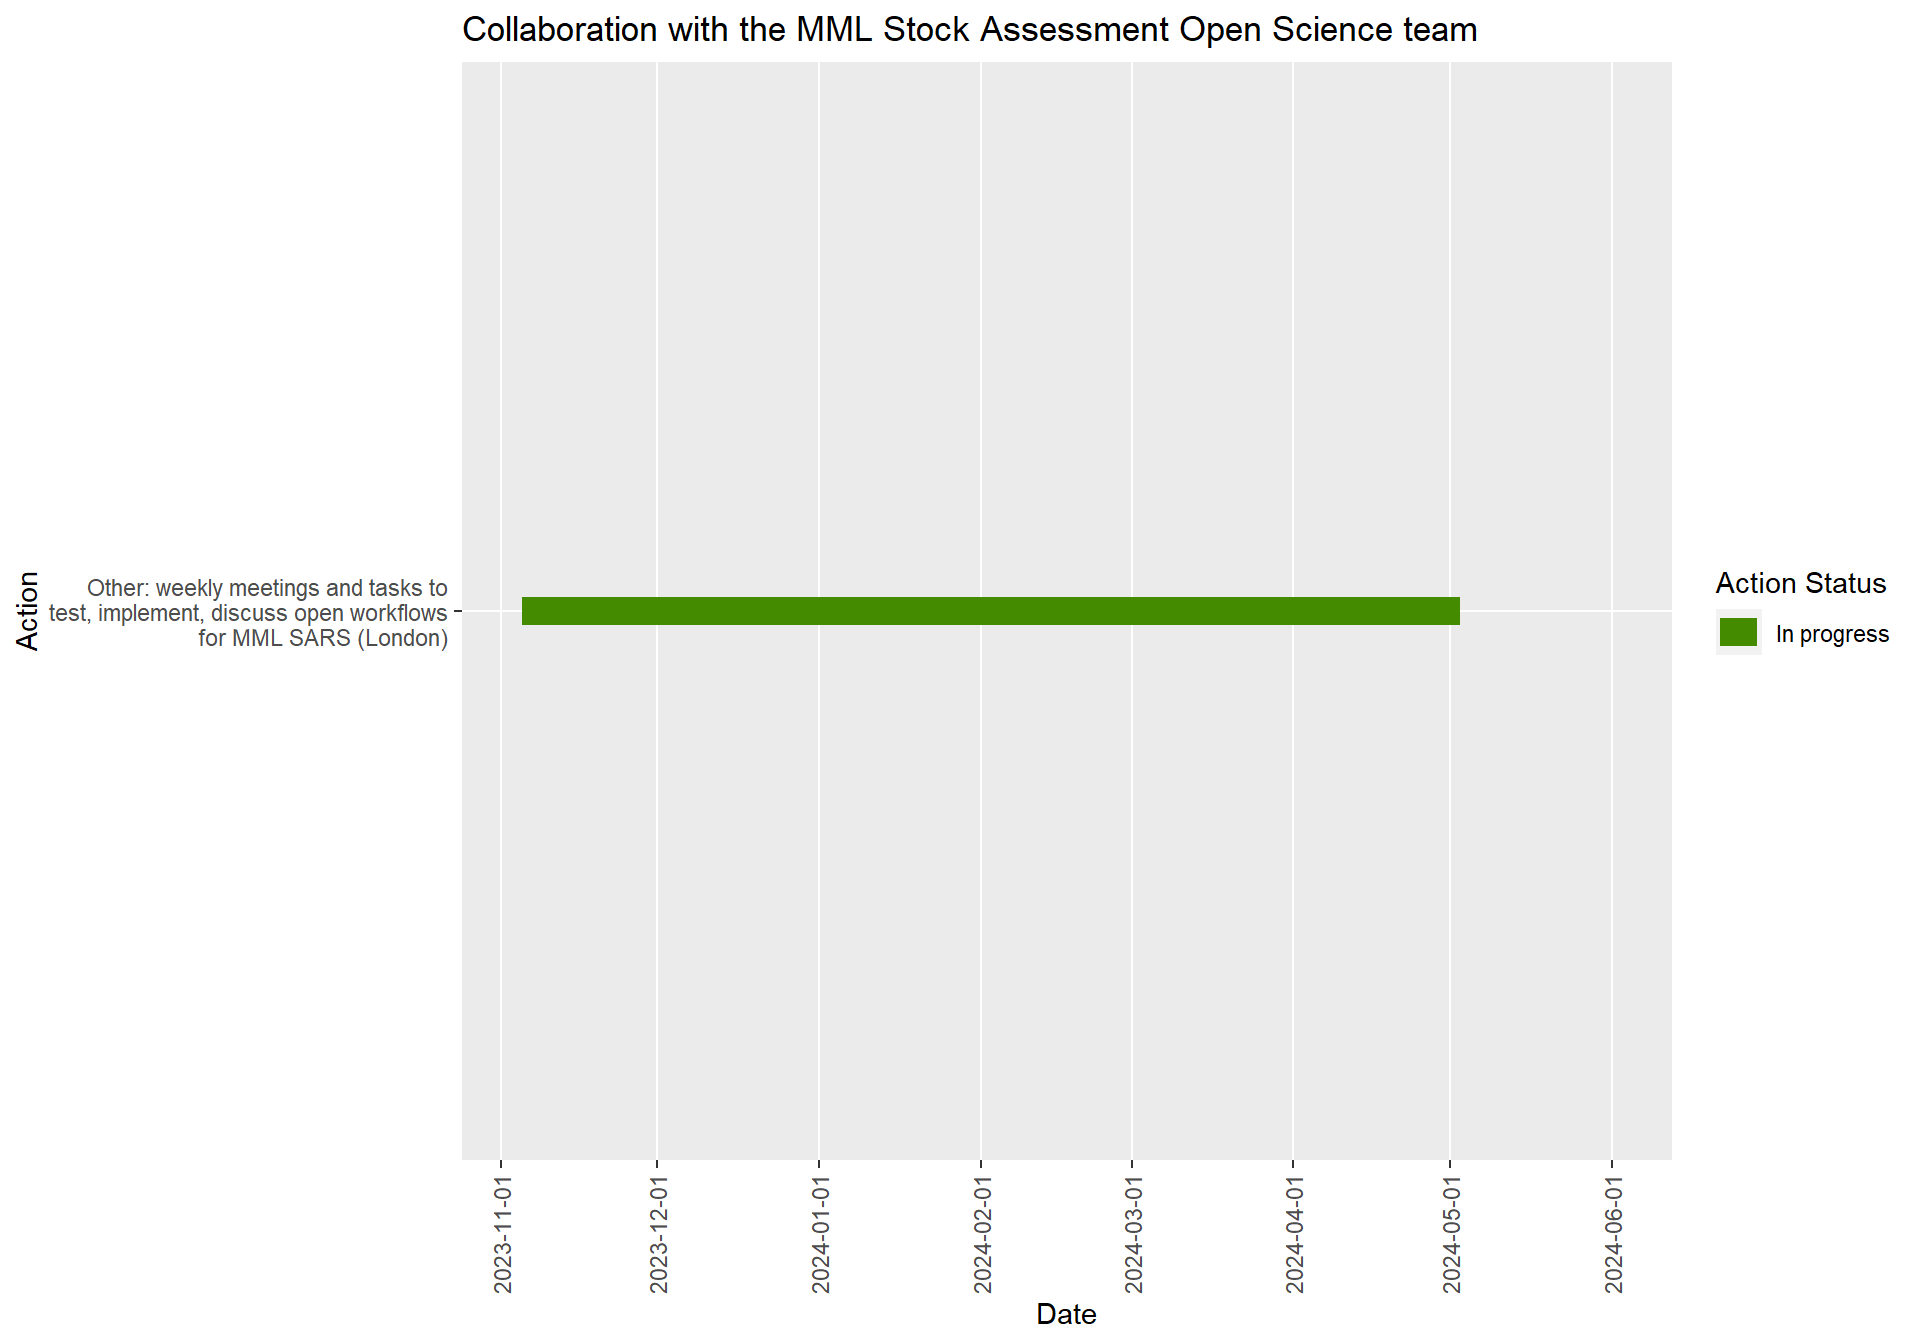 Collaboration with the MML Stock Assessment Open Science team
Action
Other: weekly meetings and tasks to
test, implement, discuss open workflows
for MML SARS (London)
Action Status
In progress
2023-11-01
2023-12-01
2024-01-01
2024-02-01
2024-03-01
2024-04-01
2024-05-01
2024-06-01
Date